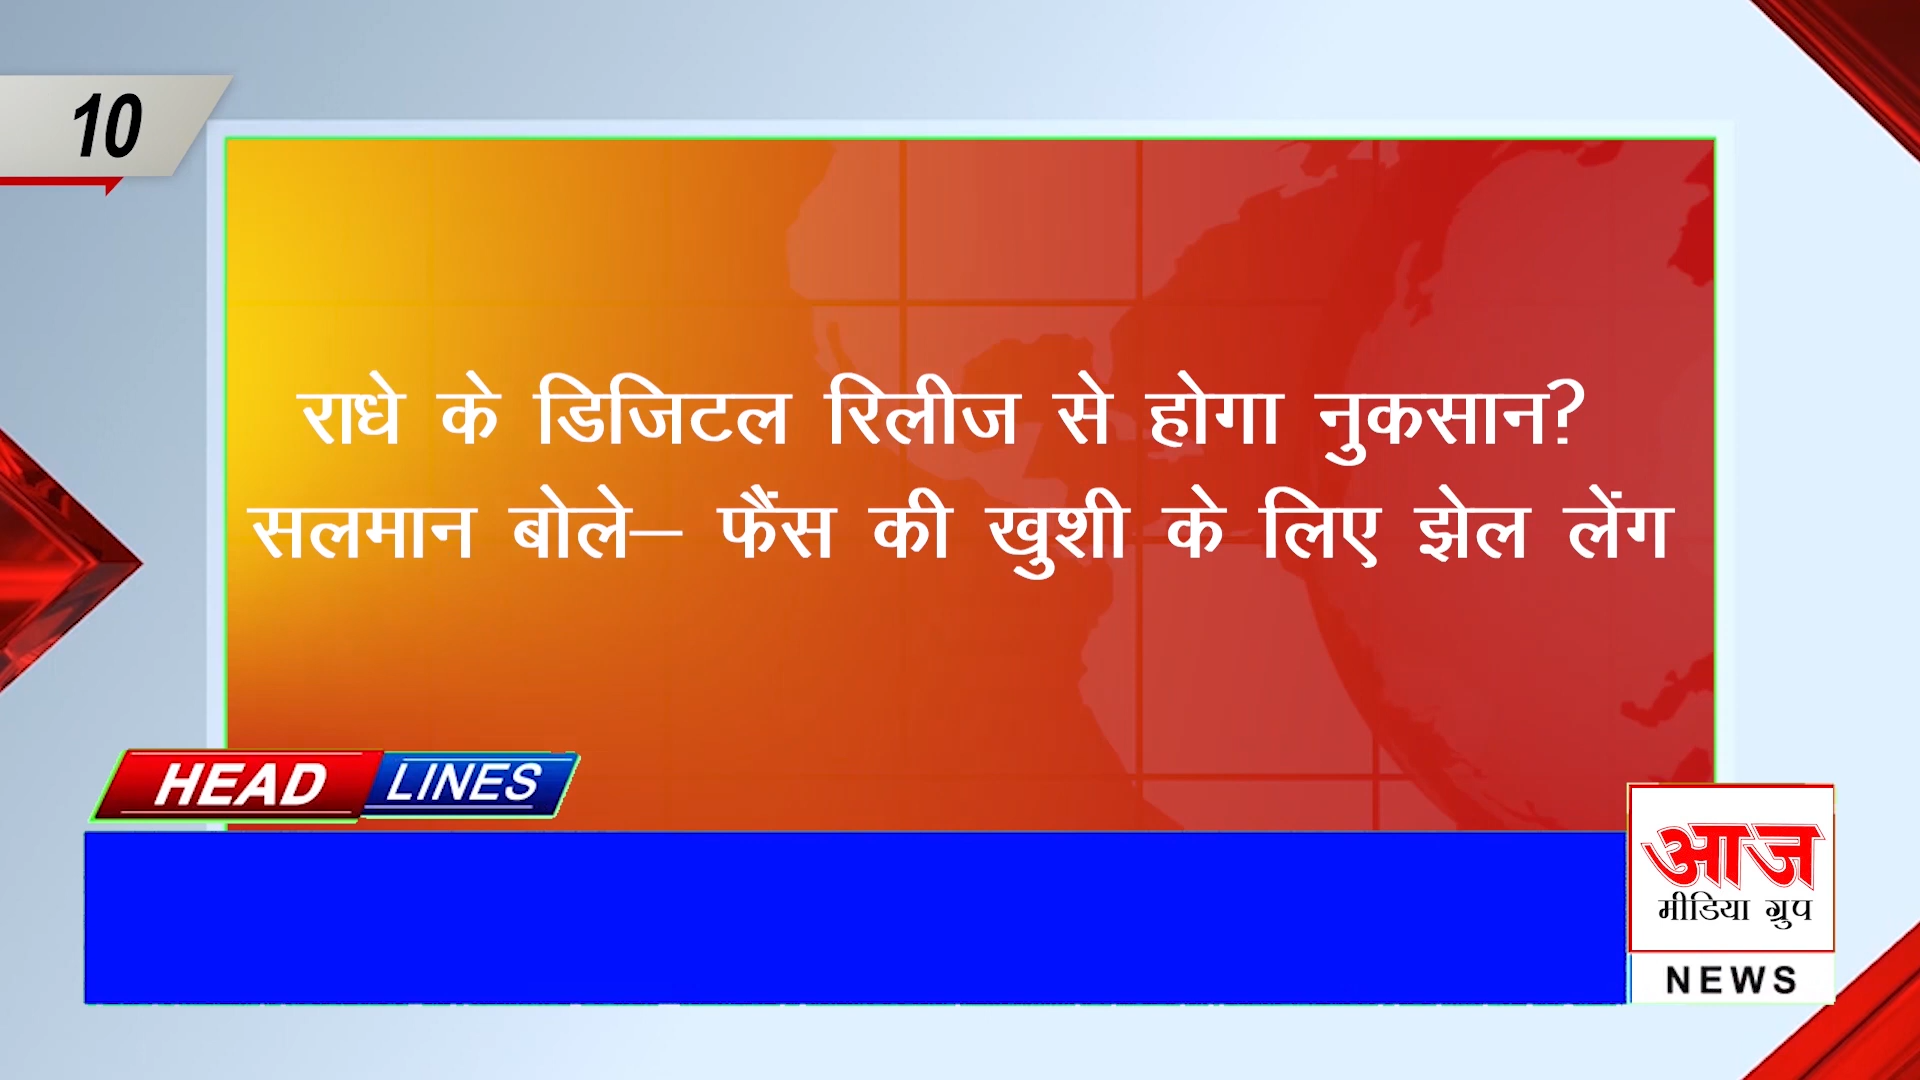 10
राधे के डिजिटल रिलीज से होगा नुकसान?
सलमान बोले– फैंस की खुशी के लिए झेल लेंग
HEAD LINES
आज
मीडिया ग्रुप
NEWS